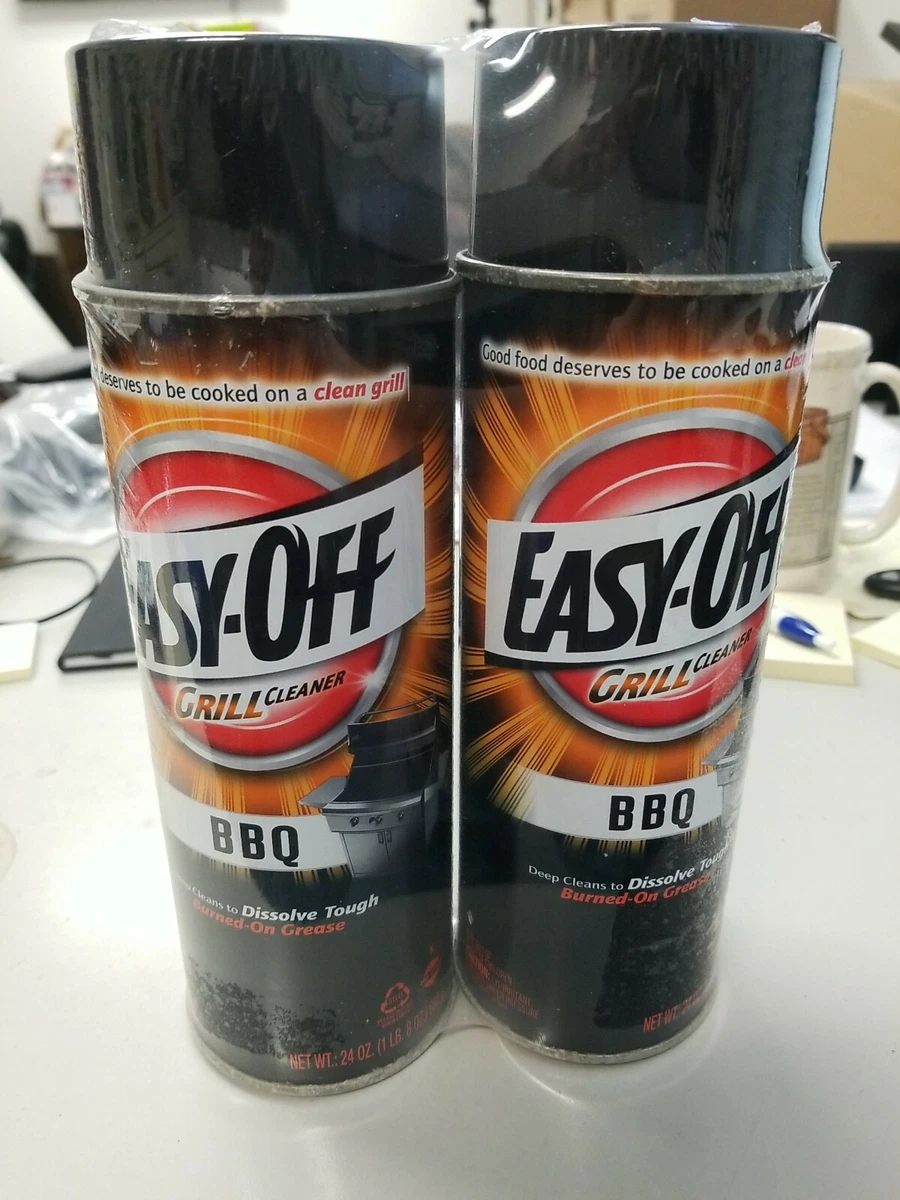 deserves to be cooked on a clean grill
ASY-OFF
GRILL CLEANER
BBQ
Cleans to Dissolve Tough
Burned-On Grease
NET WT.: 24 OZ. (1 LB. 8 OZ.)
Good food deserves to be cooked on a clea
EASY-OFF
GRILL CLEANER
BBQ
Deep Cleans to Dissolve Tough
Burned-On Grease
NET WT.: 24